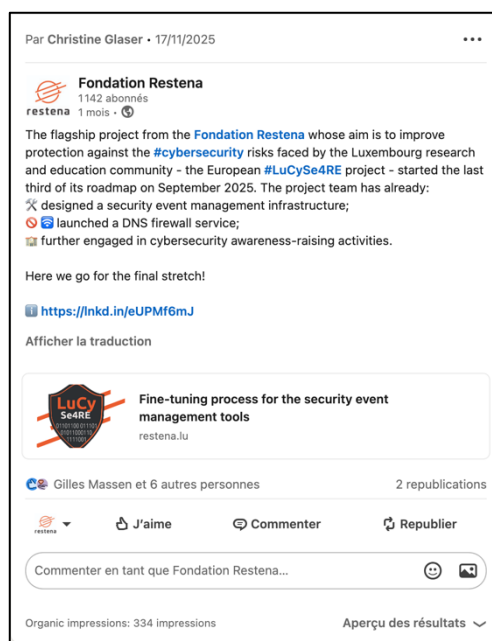 Par Christine Glaser • 17/11/2025
Fondation Restena
1 142 abonnés
restena 1 mois •
The flagship project from the Fondation Restena whose aim is to improve
protection against the #cybersecurity risks faced by the Luxembourg research
and education community - the European #LuCySe4RE project - started the last
third of its roadmap on September 2025. The project team has already:
🛠 designed a security event management infrastructure;
🚫 🛜 launched a DNS firewall service;
🏫 further engaged in cybersecurity awareness-raising activities.
Here we go for the final stretch!
ℹ️ https://lnkd.in/eUPMf6mJ
Afficher la traduction
LuCy
Se4RE
Fine-tuning process for the security event
management tools
restena.lu
Gilles Massen et 6 autres personnes 2 republications
restena J'aime Commenter Republier
Commenter en tant que Fondation Restena...
Organic impressions: 334 impressions Aperçu des résultats